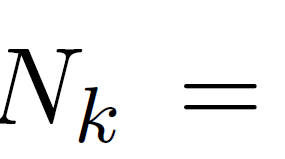 N_k =